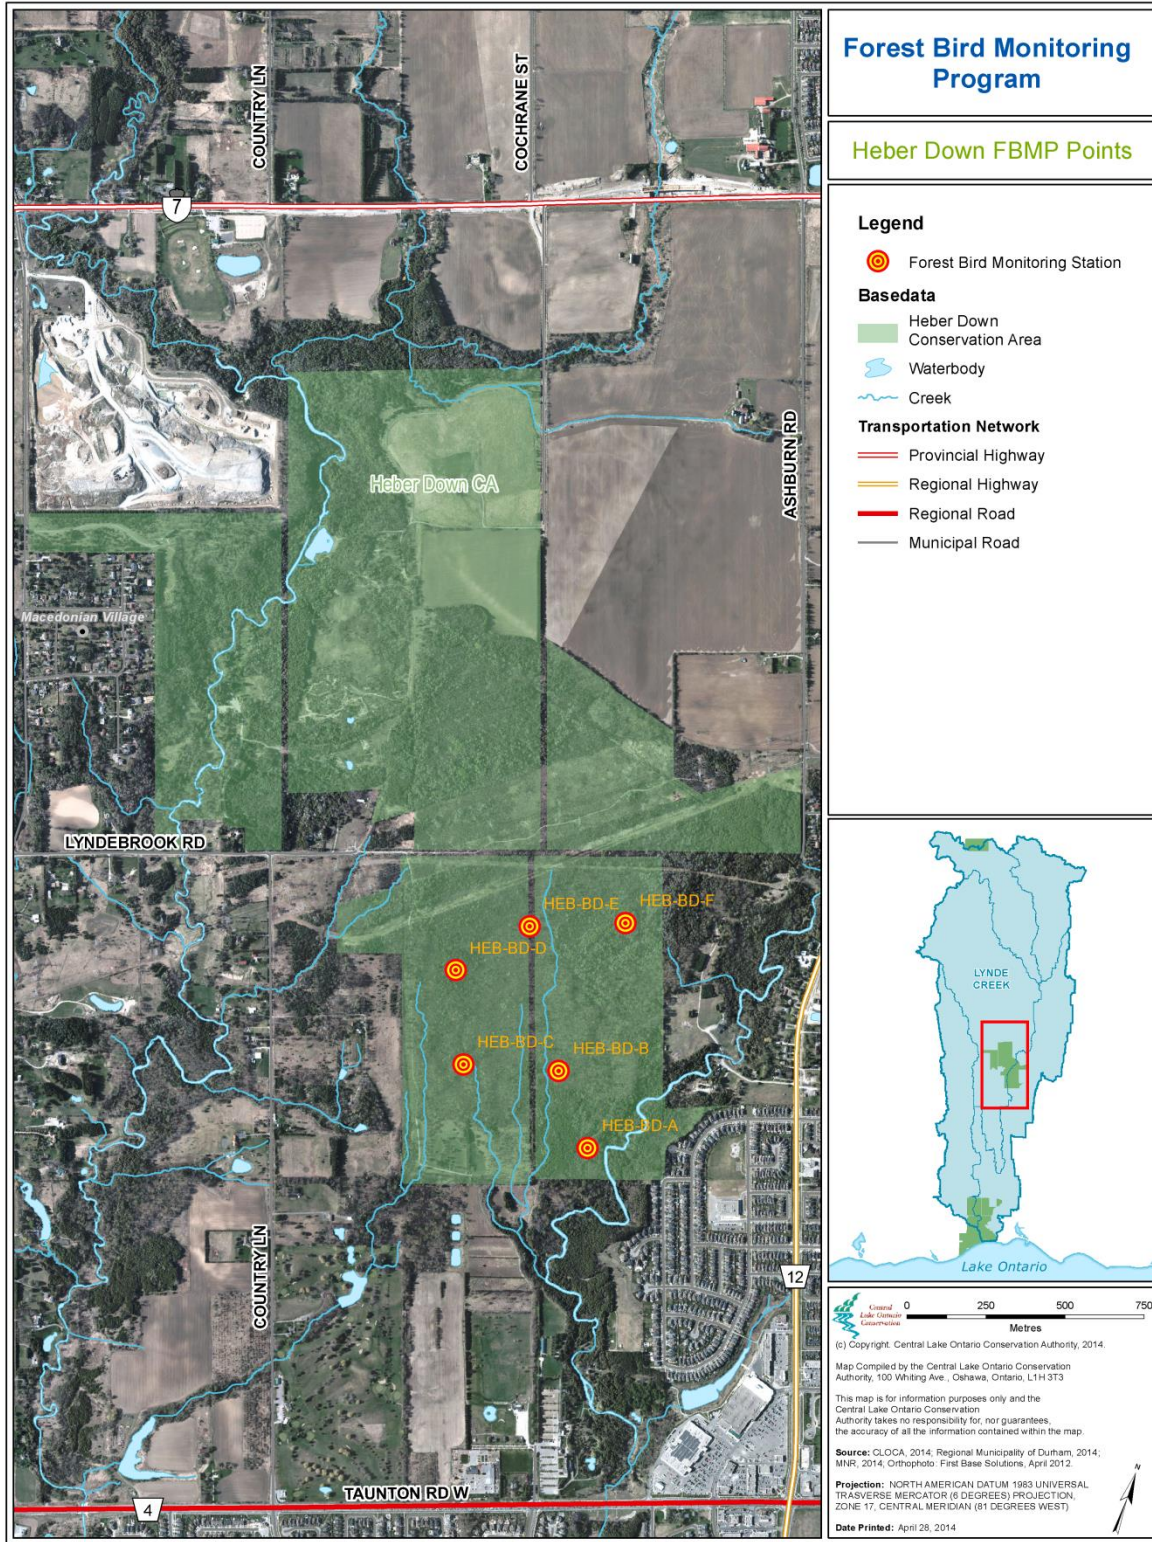 Forest Bird Monitoring
Program
Heber Down FBMP Points
Legend
Forest Bird Monitoring Station
Basedata
Heber Down
Conservation Area
Waterbody
Creek
Transportation Network
Provincial Highway
Regional Highway
Regional Road
Municipal Road
COUNTRY LN
COCHRANE ST
7
ASHBURN RD
Heber Down CA
Macedonian Village
LYNDEBROOK RD
HEB-BD-E
HEB-BD-F
HEB-BD-D
HEB-BD-C
HEB-BD-B
HEB-BD-A
COUNTRY LN
12
TAUNTON RD W
4
LYNDE
CREEK
Lake Ontario
Central
Lake Ontario
Conservation
0 250 500 750
Metres
(c) Copyright. Central Lake Ontario Conservation Authority, 2014.
Map Compiled by the Central Lake Ontario Conservation
Authority, 100 Whiting Ave., Oshawa, Ontario, L1H 3T3
This map is for information purposes only and the
Central Lake Ontario Conservation
Authority takes no responsibility for, nor guarantees,
the accuracy of all the information contained within the map.
Source: CLOCA, 2014; Regional Municipality of Durham, 2014;
MNR, 2014; Orthophoto: First Base Solutions, April 2012.
Projection: NORTH AMERICAN DATUM 1983 UNIVERSAL
TRASVERSE MERCATOR (6 DEGREES) PROJECTION,
ZONE 17, CENTRAL MERIDIAN (81 DEGREES WEST)
Date Printed: April 28, 2014
N